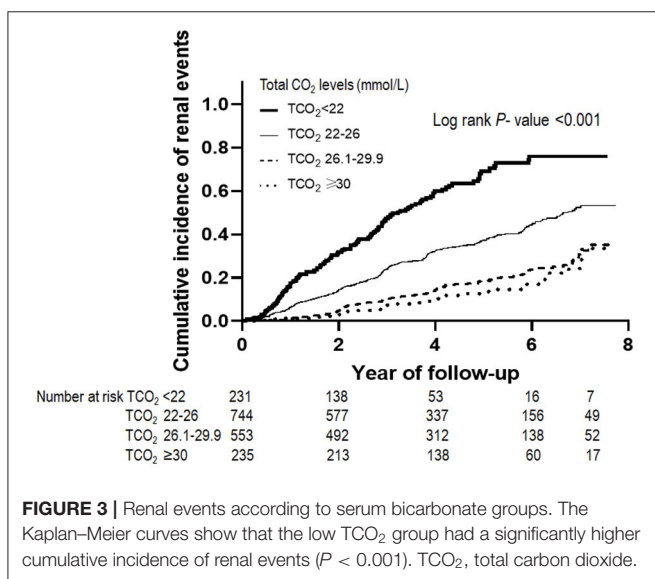 Cumulative incidence of renal events
Total CO₂ levels (mmol/L)
TCO₂<22
TCO₂ 22-26
TCO₂ 26.1-29.9
TCO₂ ⩾30
Log rank P- value <0.001
1.0
0.8
0.6
0.4
0.2
0.0
0 2 4 6 8
Year of follow-up
Number at risk TCO₂ <22 231 138 53 16 7
TCO₂ 22-26 744 577 337 156 49
TCO₂ 26.1-29.9 553 492 312 138 52
TCO₂ ≥30 235 213 138 60 17
FIGURE 3 | Renal events according to serum bicarbonate groups. The
Kaplan–Meier curves show that the low TCO₂ group had a significantly higher
cumulative incidence of renal events (P < 0.001). TCO₂, total carbon dioxide.